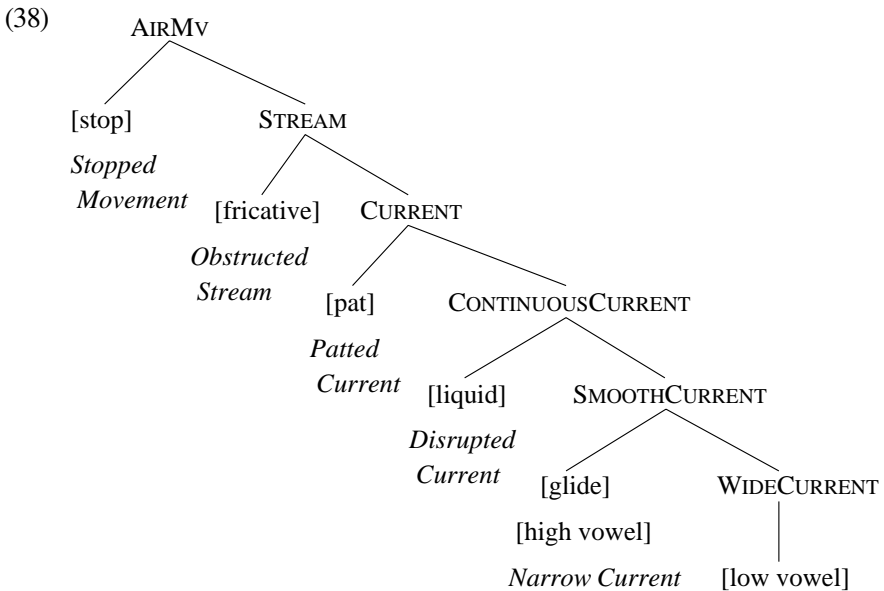 (38)
AIRMV
[stop] STREAM
Stopped
Movement
[fricative] CURRENT
Obstructed
Stream
[pat] CONTINUOUSCURRENT
Patted
Current
[liquid] SMOOTHCURRENT
Disrupted
Current
[glide] WIDECURRENT
[high vowel]
Narrow Current [low vowel]